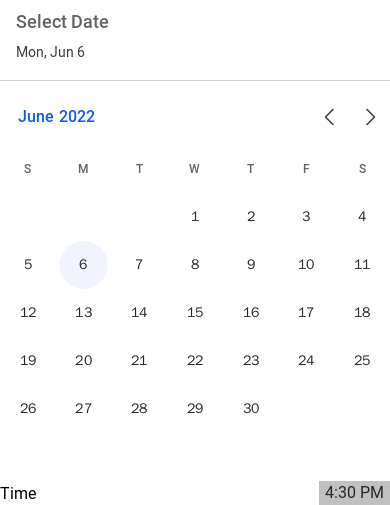 Select Date
Mon, Jun 6
June 2022
S M T W T F S
1 2 3 4
5 6 7 8 9 10 11
12 13 14 15 16 17 18
19 20 21 22 23 24 25
26 27 28 29 30
Time 4:30 PM